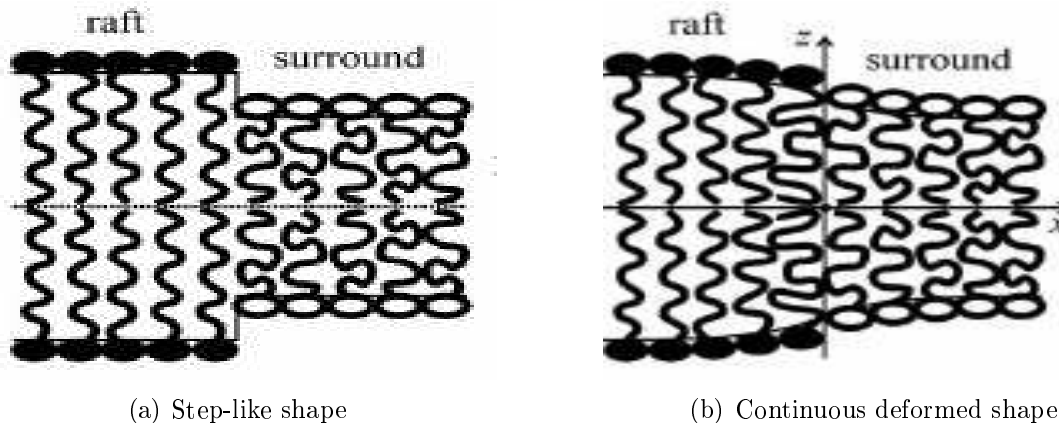 raft
surround
raft
z
surround
x
(a) Step-like shape
(b) Continuous deformed shape